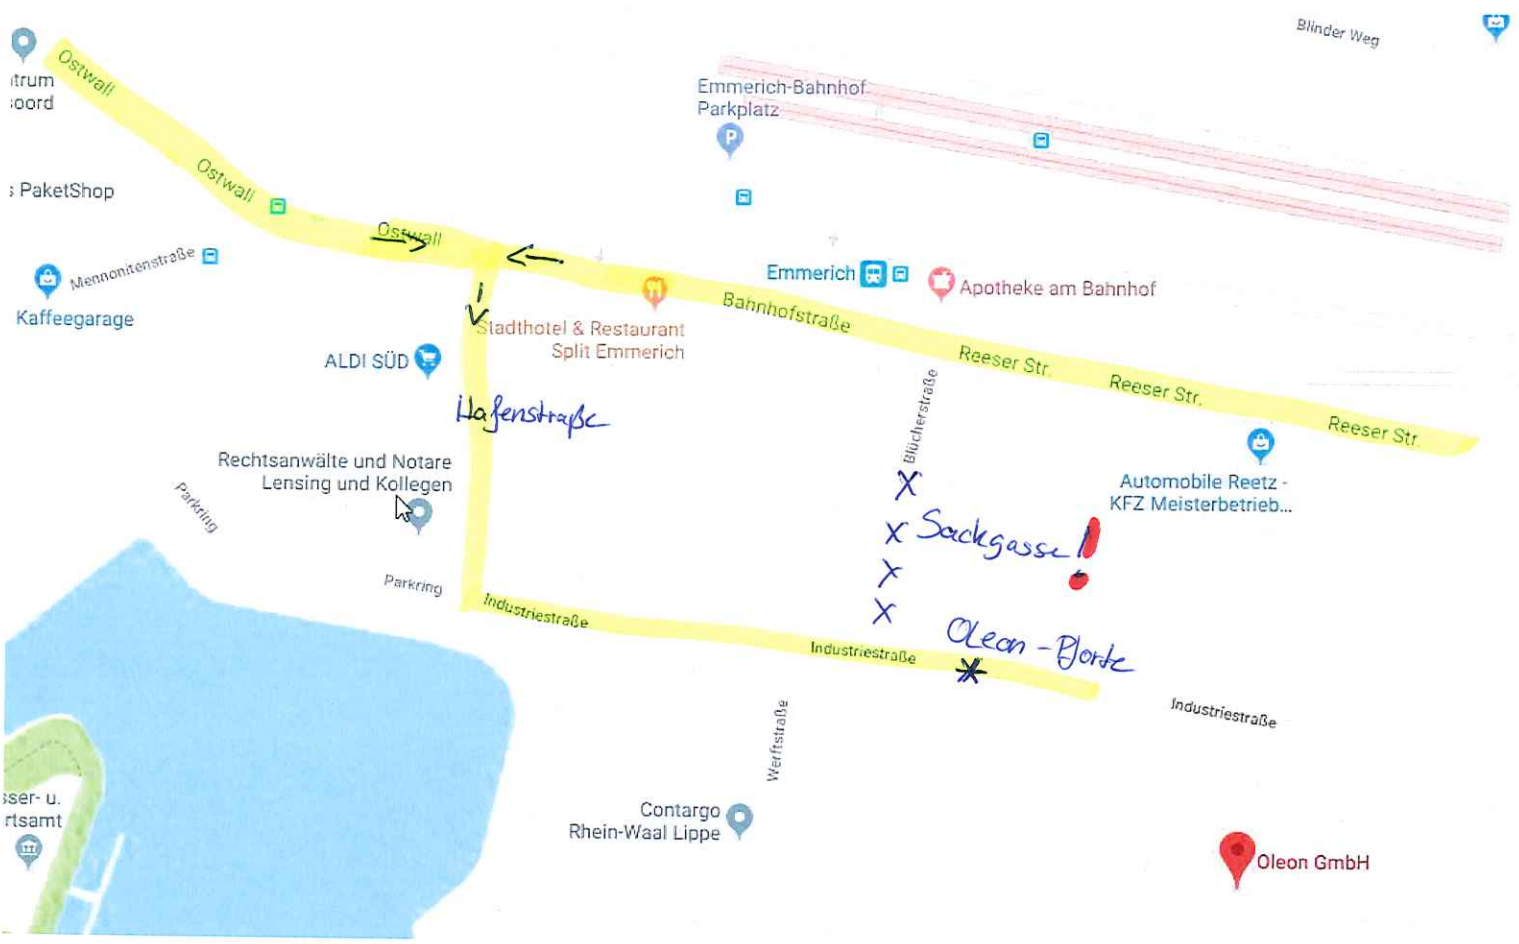 Blinder Weg
Ostwall
ıtrum
:oord
Emmerich-Bahnhof
Parkplatz
P
Ostwall
; PaketShop
Ostwall
Mennonitenstraße
Emmerich
Apotheke am Bahnhof
Kaffeegarage
Bahnhofstraße
Stadthotel & Restaurant
Split Emmerich
ALDI SÜD
Reeser Str.
Reeser Str.
Reeser Str.
Blücherstraße
Hafenstraße
Rechtsanwälte und Notare
Lensing und Kollegen
Automobile Reetz -
KFZ Meisterbetrieb...
Parkring
X
X Sackgasse!
X
X
Parkring
Industriestraße
Oleon - Pforte
Industriestraße
Industriestraße
Werftstraße
sser- u.
rtsamt
Contargo
Rhein-Waal Lippe
Oleon GmbH